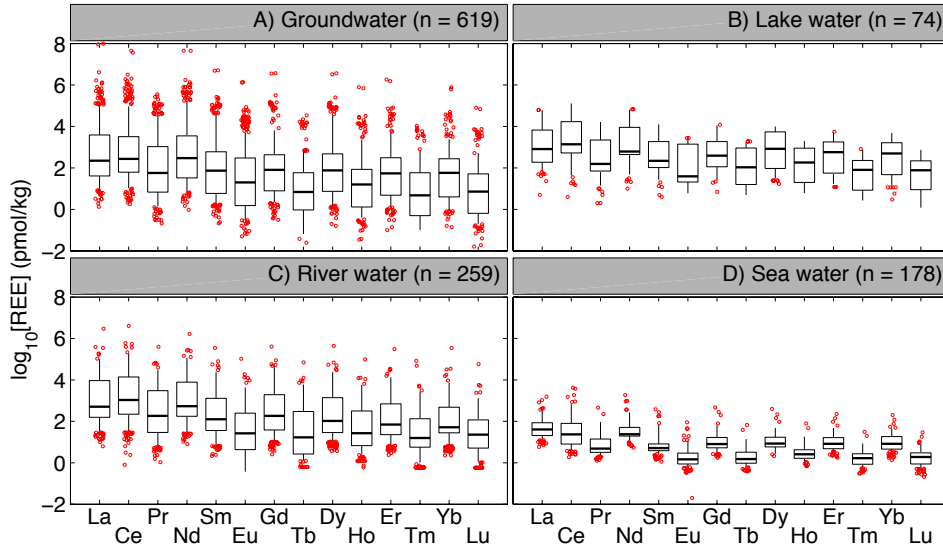 A) Groundwater (n = 619)
B) Lake water (n = 74)
8
6
4
2
0
−2
C) River water (n = 259)
D) Sea water (n = 178)
log10[REE] (pmol/kg)
8
6
4
2
0
−2
La Ce Pr Nd Sm Eu Gd Tb Dy Ho Er Tm Yb Lu
La Ce Pr Nd Sm Eu Gd Tb Dy Ho Er Tm Yb Lu